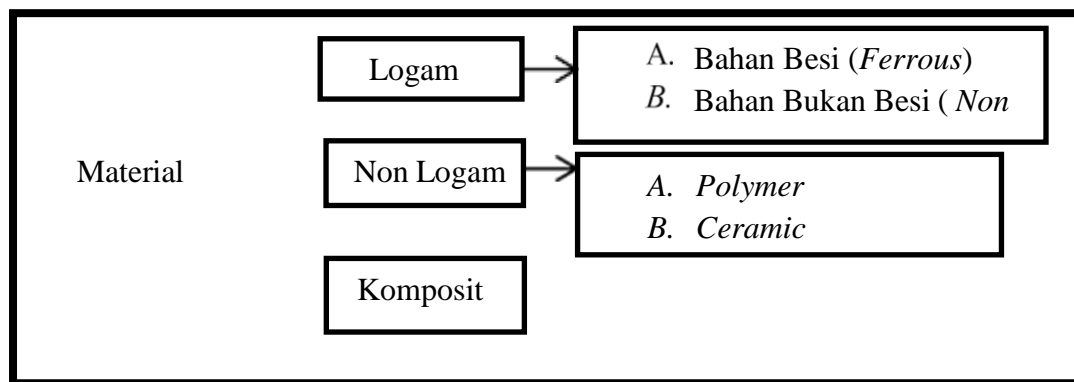 Logam
A. Bahan Besi (Ferrous)
B. Bahan Bukan Besi ( Non
Material
Non Logam
A. Polymer
B. Ceramic
Komposit